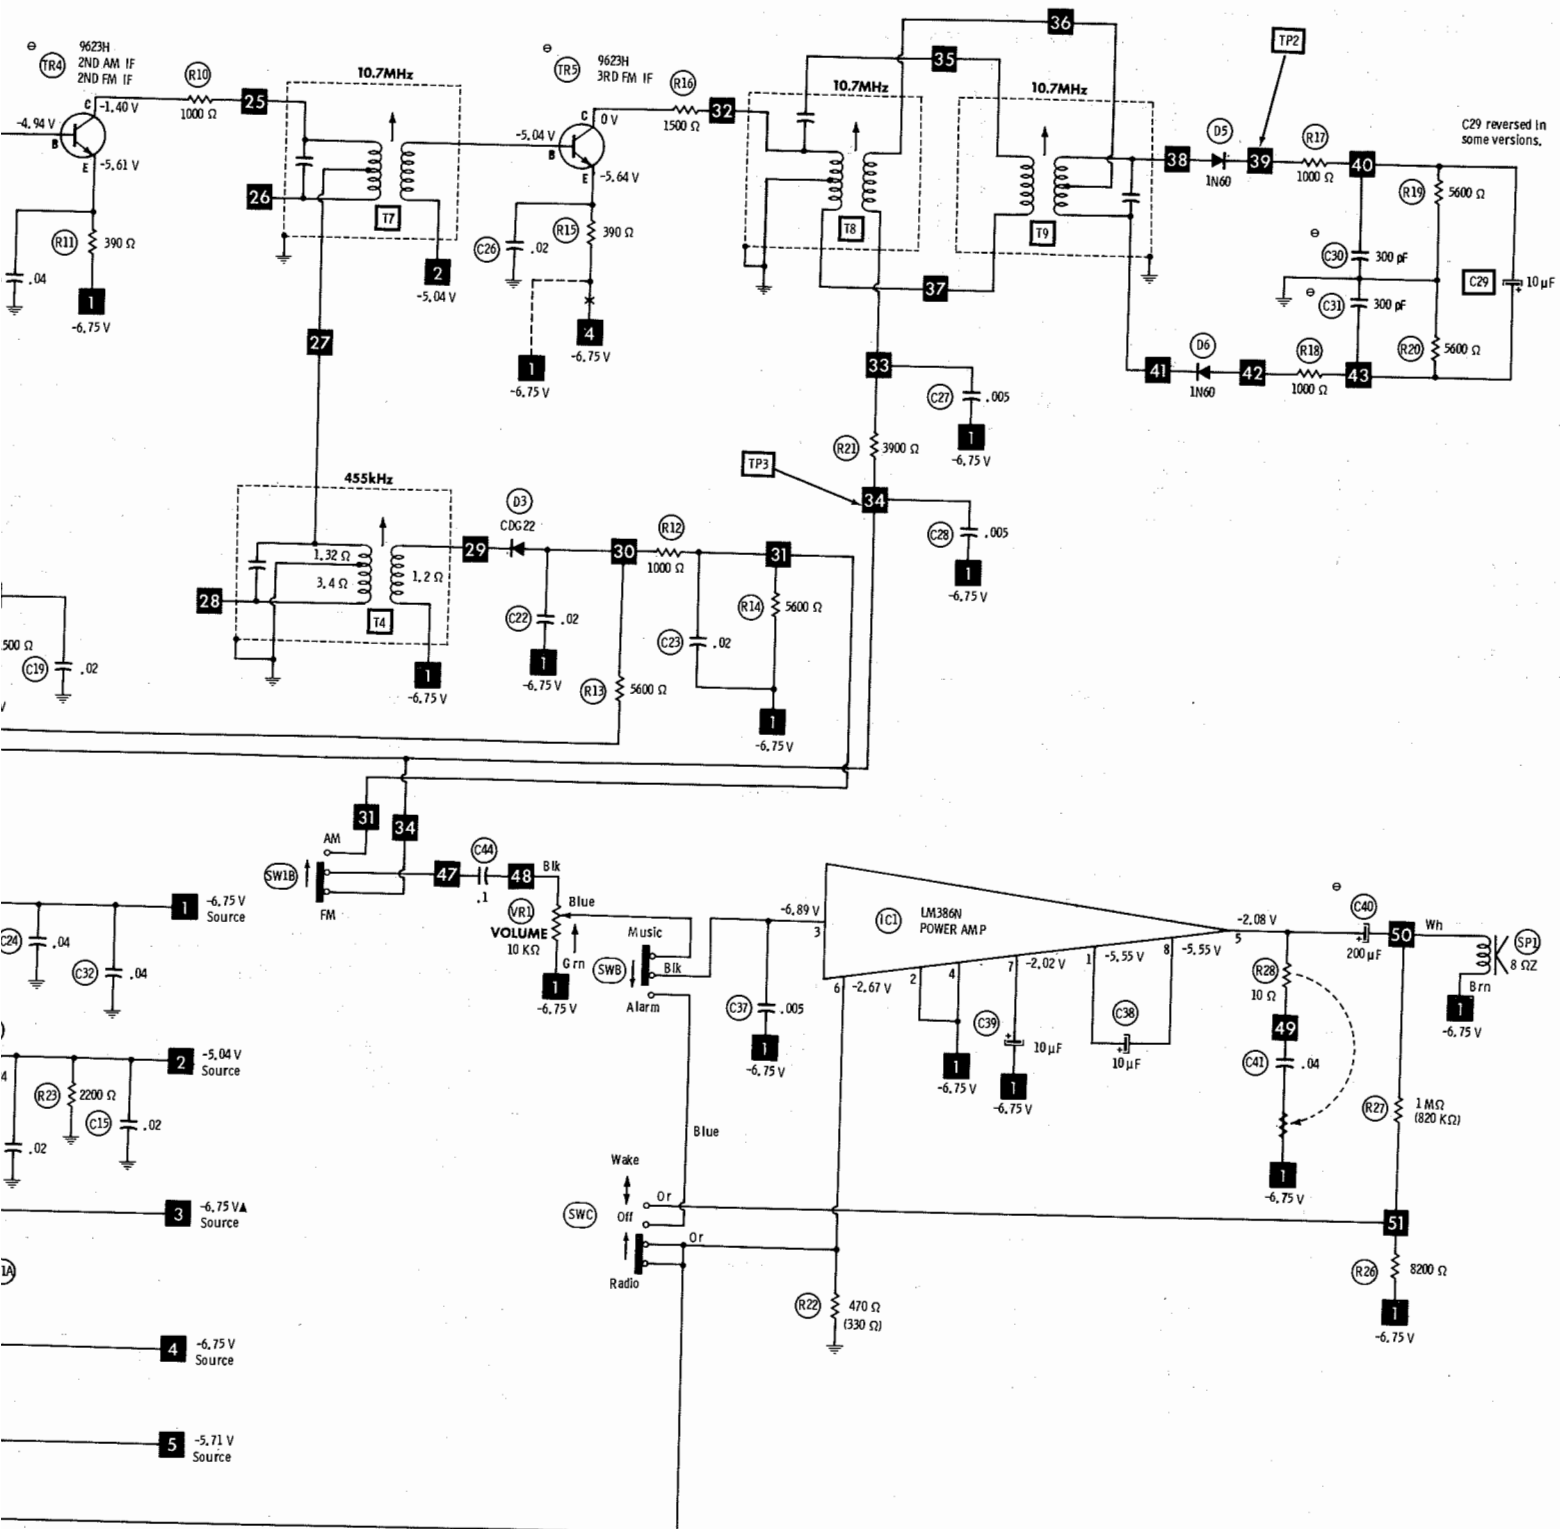 36
TP2
⊖
TR4
9623H
2ND AM IF
2ND FM IF
R10
1000 Ω
25
10.7MHz
⊖
TR5
9623H
3RD FM IF
R16
1500 Ω
32
35
10.7MHz
10.7MHz
C29 reversed in
some versions.
C
-1.40 V
-4.94 V
B
E
-5.61 V
C
0 V
-5.04 V
B
E
-5.64 V
38
D5
1N60
39
R17
1000 Ω
40
R19
5600 Ω
26
T7
R11
390 Ω
.04
1
-6.75 V
2
-5.04 V
C26
.02
R15
390 Ω
4
-6.75 V
1
-6.75 V
T8
T9
37
⊖
C30
300 pF
⊖
C31
300 pF
C29
+
10 μF
27
33
C27
.005
1
-6.75 V
41
D6
1N60
42
R18
1000 Ω
43
R20
5600 Ω
R21
3900 Ω
TP3
34
C28
.005
1
-6.75 V
455kHz
1.32 Ω
3.4 Ω
1.2 Ω
28
T4
1
-6.75 V
29
D3
CDG22
30
R12
1000 Ω
31
C22
.02
1
-6.75 V
R13
5600 Ω
C23
.02
R14
5600 Ω
1
-6.75 V
500 Ω
C19
.02
V
31
34
AM
SW1B
FM
47
C44
.1
48
Blk
VR1
VOLUME
10 KΩ
Blue
Grn
1
-6.75 V
Music
SWB
Blk
Alarm
-6.89 V
3
IC1
LM386N
POWER AMP
-2.08 V
5
6
-2.67 V
2
4
7
-2.02 V
1
-5.55 V
8
-5.55 V
C37
.005
1
-6.75 V
1
-6.75 V
C39
+
10 μF
1
-6.75 V
C38
+
10 μF
⊖
C40
+
200 μF
50
Wh
SP1
8 ΩZ
Brn
1
-6.75 V
R28
10 Ω
49
C41
.04
1
-6.75 V
R27
1 MΩ
(820 KΩ)
51
R26
8200 Ω
1
-6.75 V
1
-6.75 V
Source
C24
.04
C32
.04
2
-5.04 V
Source
4
.02
R23
2200 Ω
C15
.02
3
-6.75 V▲
Source
1A
4
-6.75 V
Source
5
-5.71 V
Source
Blue
Wake
Or
SWC
Off
Or
Radio
R22
470 Ω
(330 Ω)